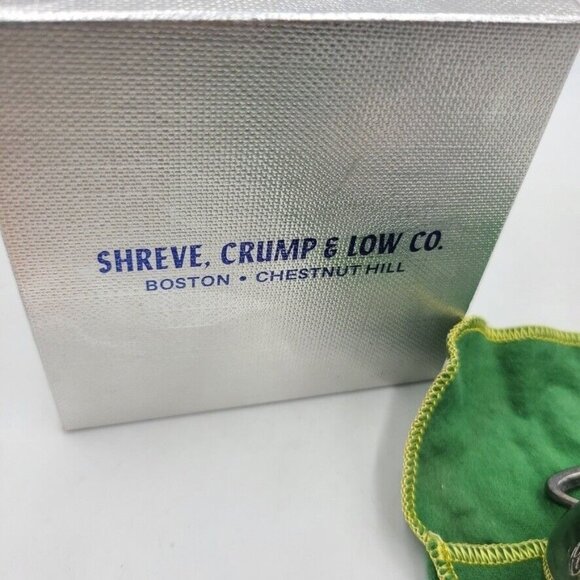 SHREVE, CRUMP & LOW CO.
BOSTON • CHESTNUT HILL